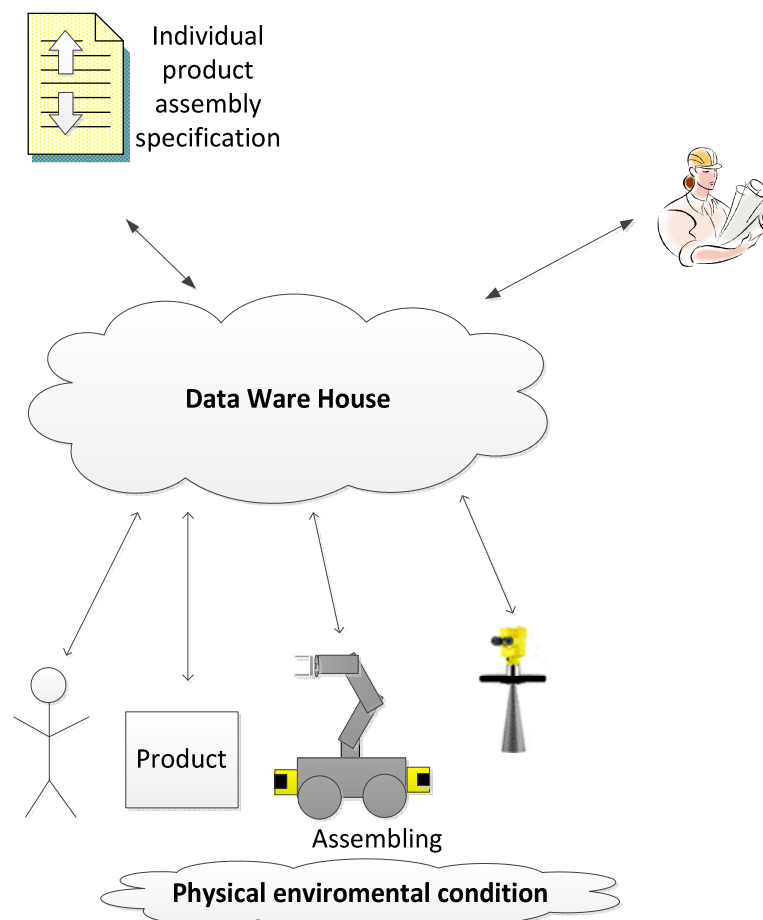 Individual
product
assembly
specification
Data Ware House
Product
Assembling
Physical enviromental condition